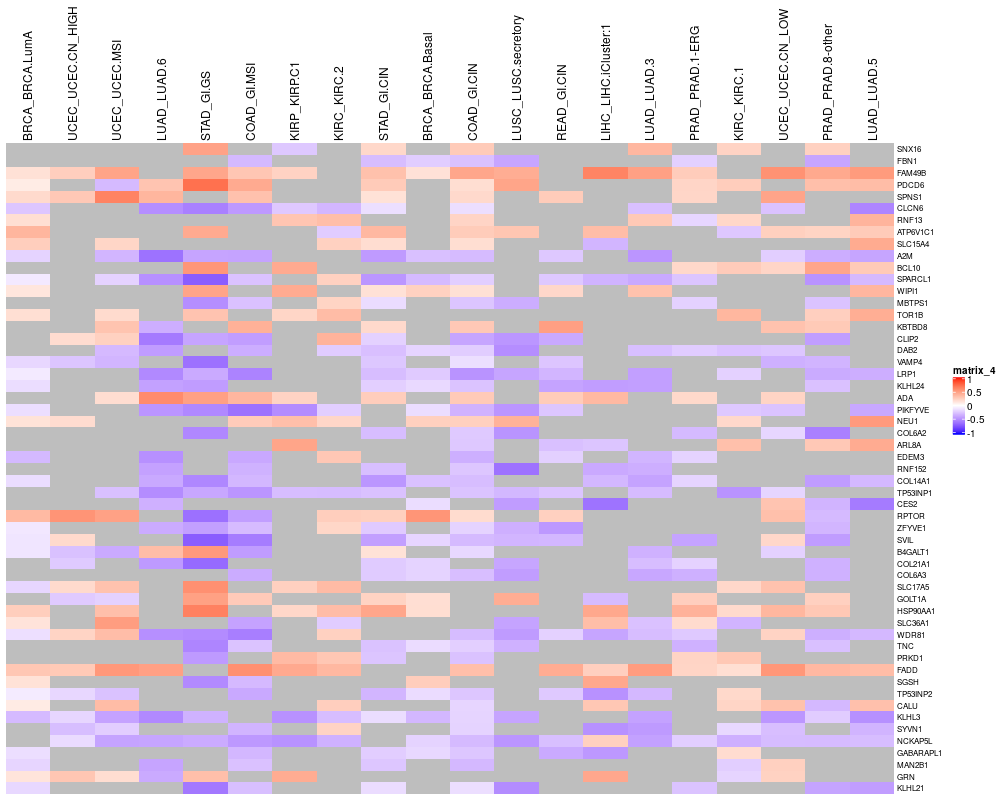 BRCA_BRCA.LumA
UCEC_UCEC.CN_HIGH
UCEC_UCEC.MSI
LUAD_LUAD.6
STAD_GI.GS
COAD_GI.MSI
KIRP_KIRP.C1
KIRC_KIRC.2
STAD_GI.CIN
BRCA_BRCA.Basal
COAD_GI.CIN
LUSC_LUSC.secretory
READ_GI.CIN
LIHC_LIHC.iCluster:1
LUAD_LUAD.3
PRAD_PRAD.1-ERG
KIRC_KIRC.1
UCEC_UCEC.CN_LOW
PRAD_PRAD.8-other
LUAD_LUAD.5
SNX16
FBN1
FAM49B
PDCD6
SPNS1
CLCN6
RNF13
ATP6V1C1
SLC15A4
A2M
BCL10
SPARCL1
WIPI1
MBTPS1
TOR1B
KBTBD8
CLIP2
DAB2
VAMP4
LRP1
KLHL24
ADA
PIKFYVE
NEU1
COL6A2
ARL8A
EDEM3
RNF152
COL14A1
TP53INP1
CES2
RPTOR
ZFYVE1
SVIL
B4GALT1
COL21A1
COL6A3
SLC17A5
GOLT1A
HSP90AA1
SLC36A1
WDR81
TNC
PRKD1
FADD
SGSH
TP53INP2
CALU
KLHL3
SYVN1
NCKAP5L
GABARAPL1
MAN2B1
GRN
KLHL21
matrix_4
1
0.5
0
-0.5
-1